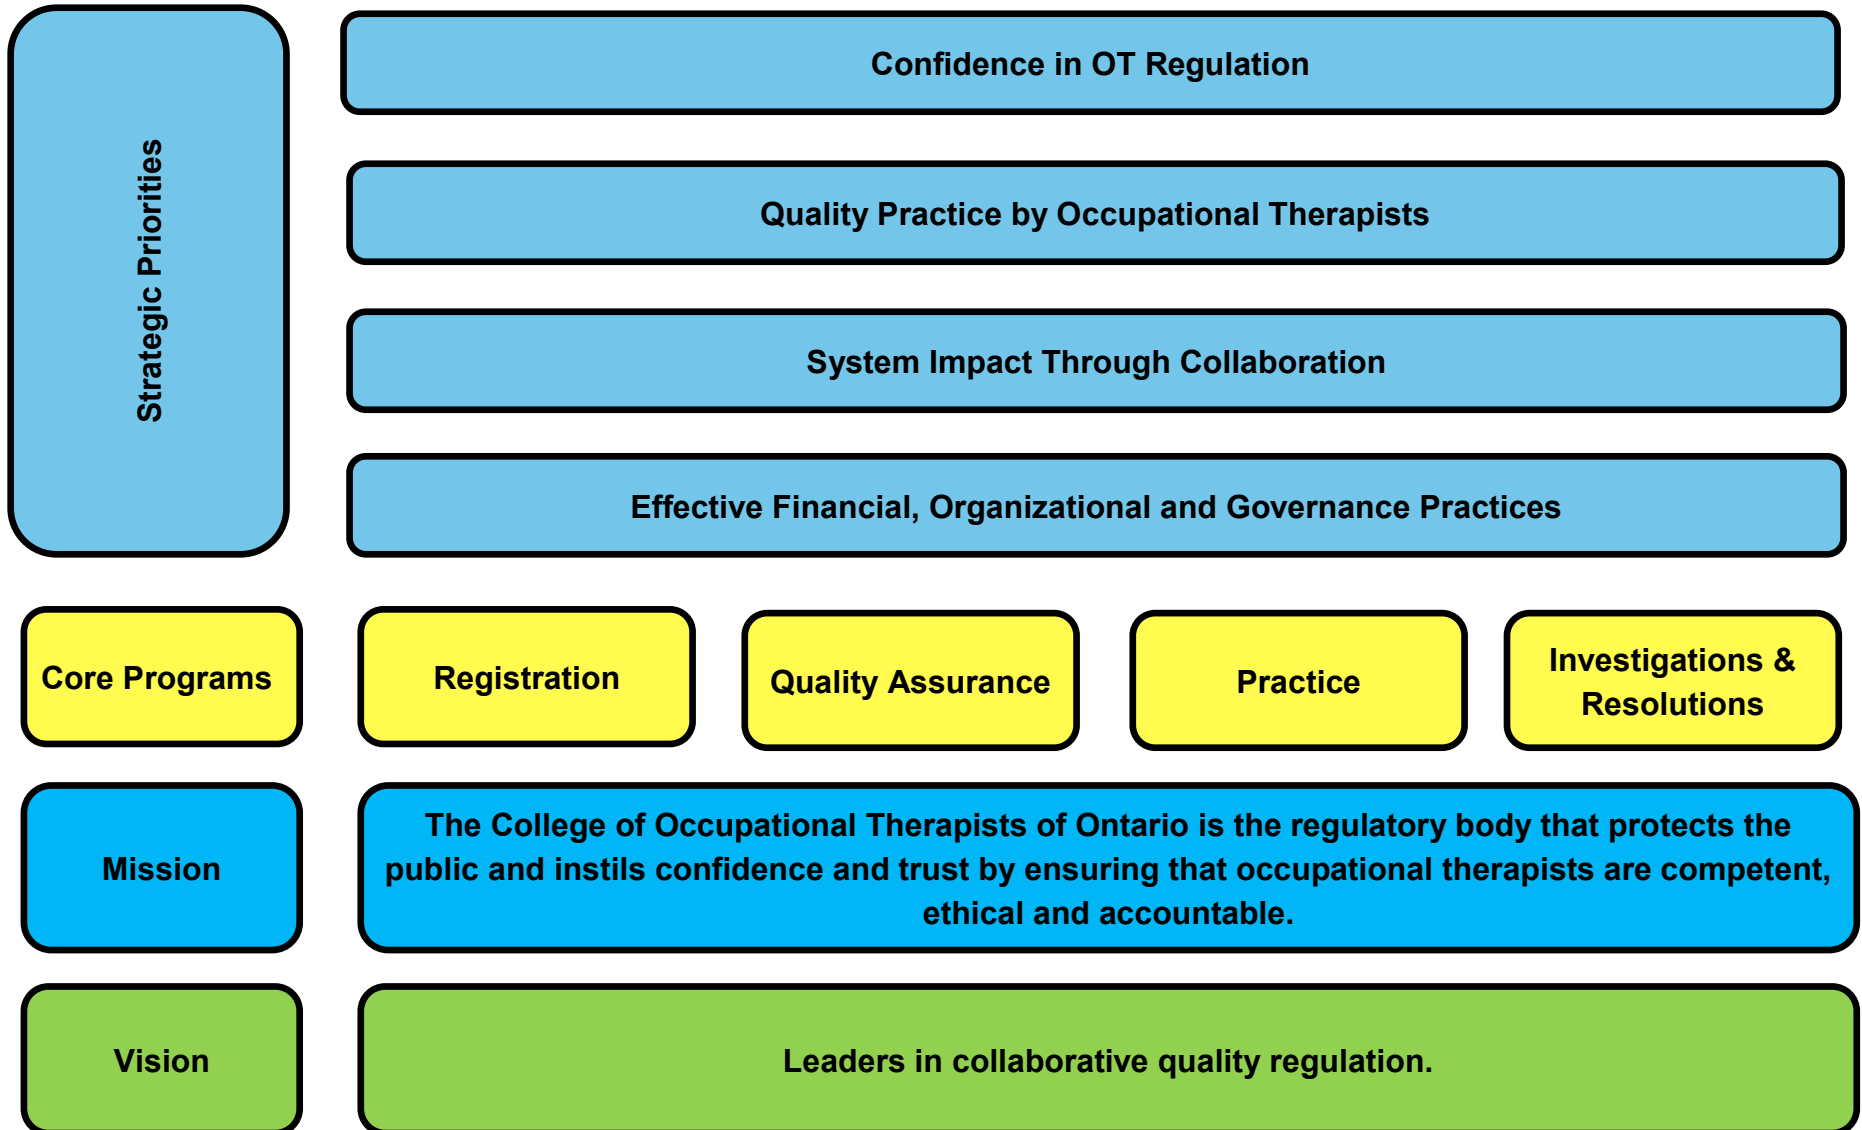 Strategic Priorities
Confidence in OT Regulation
Quality Practice by Occupational Therapists
System Impact Through Collaboration
Effective Financial, Organizational and Governance Practices
Core Programs
Registration
Quality Assurance
Practice
Investigations &
Resolutions
Mission
The College of Occupational Therapists of Ontario is the regulatory body that protects the
public and instils confidence and trust by ensuring that occupational therapists are competent,
ethical and accountable.
Vision
Leaders in collaborative quality regulation.